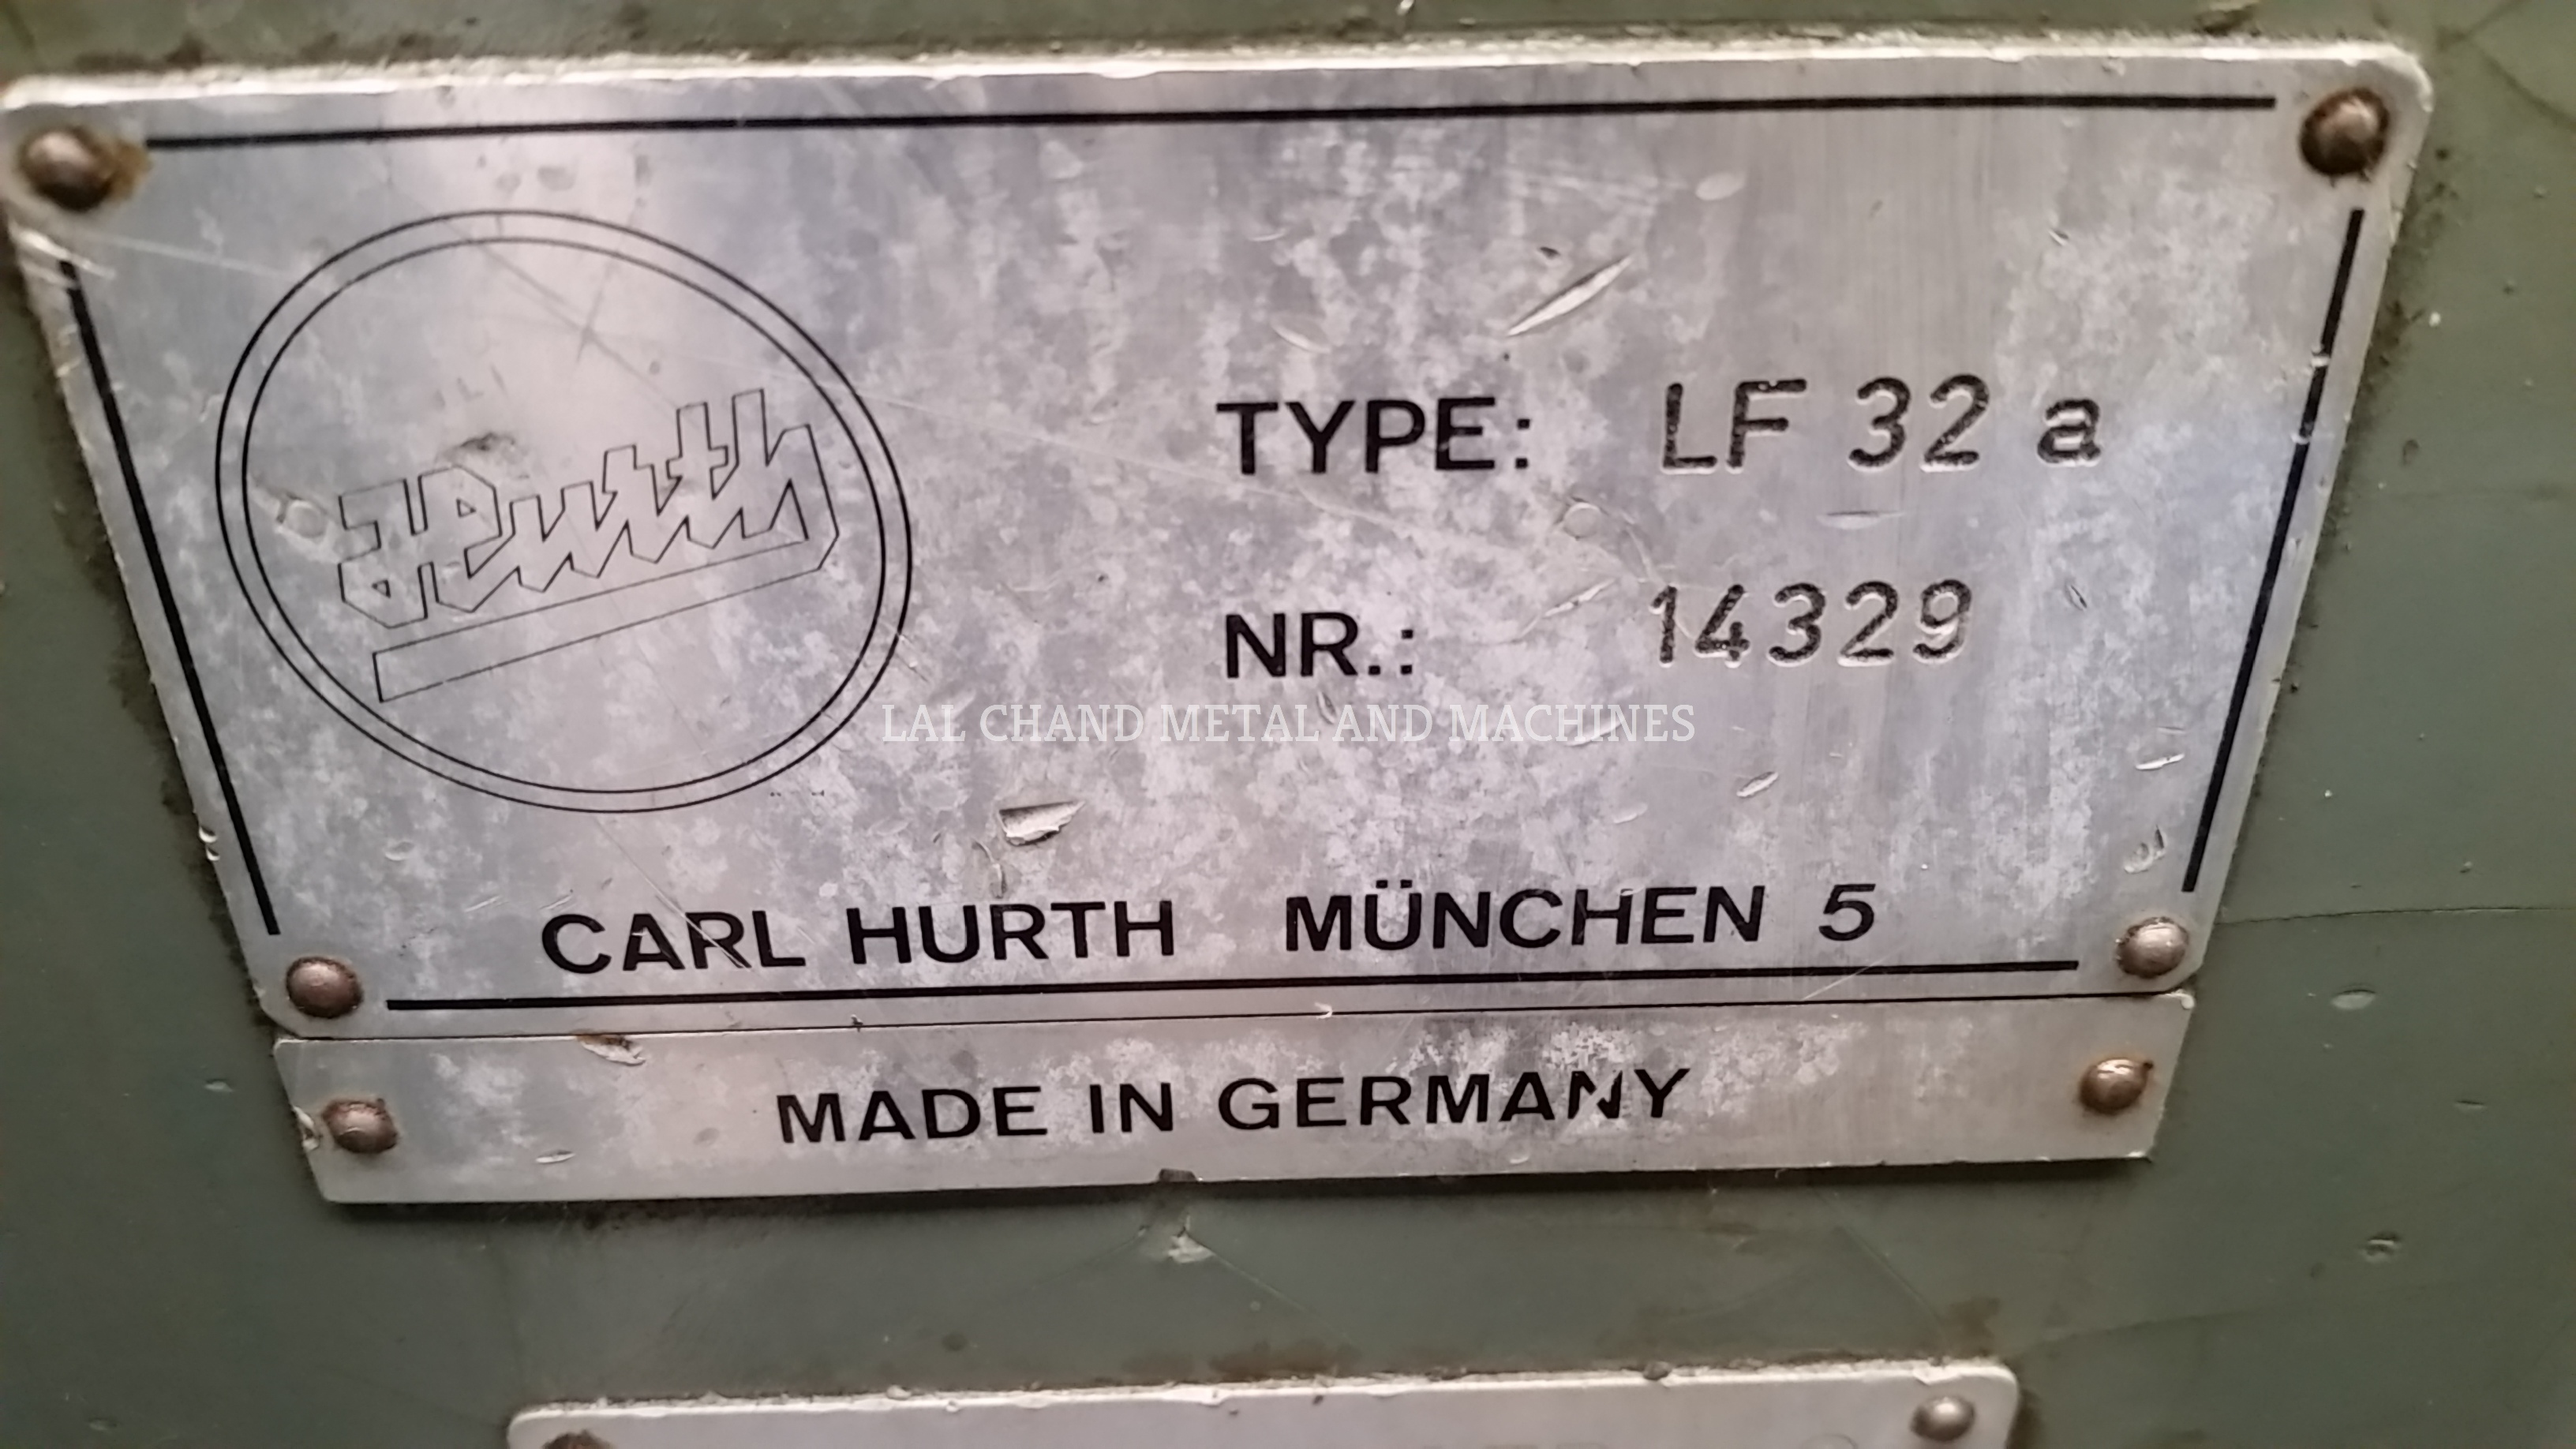 Hurth
TYPE: LF 32 a
NR.: 14329
LAL CHAND METAL AND MACHINES
CARL HURTH MÜNCHEN 5
MADE IN GERMANY